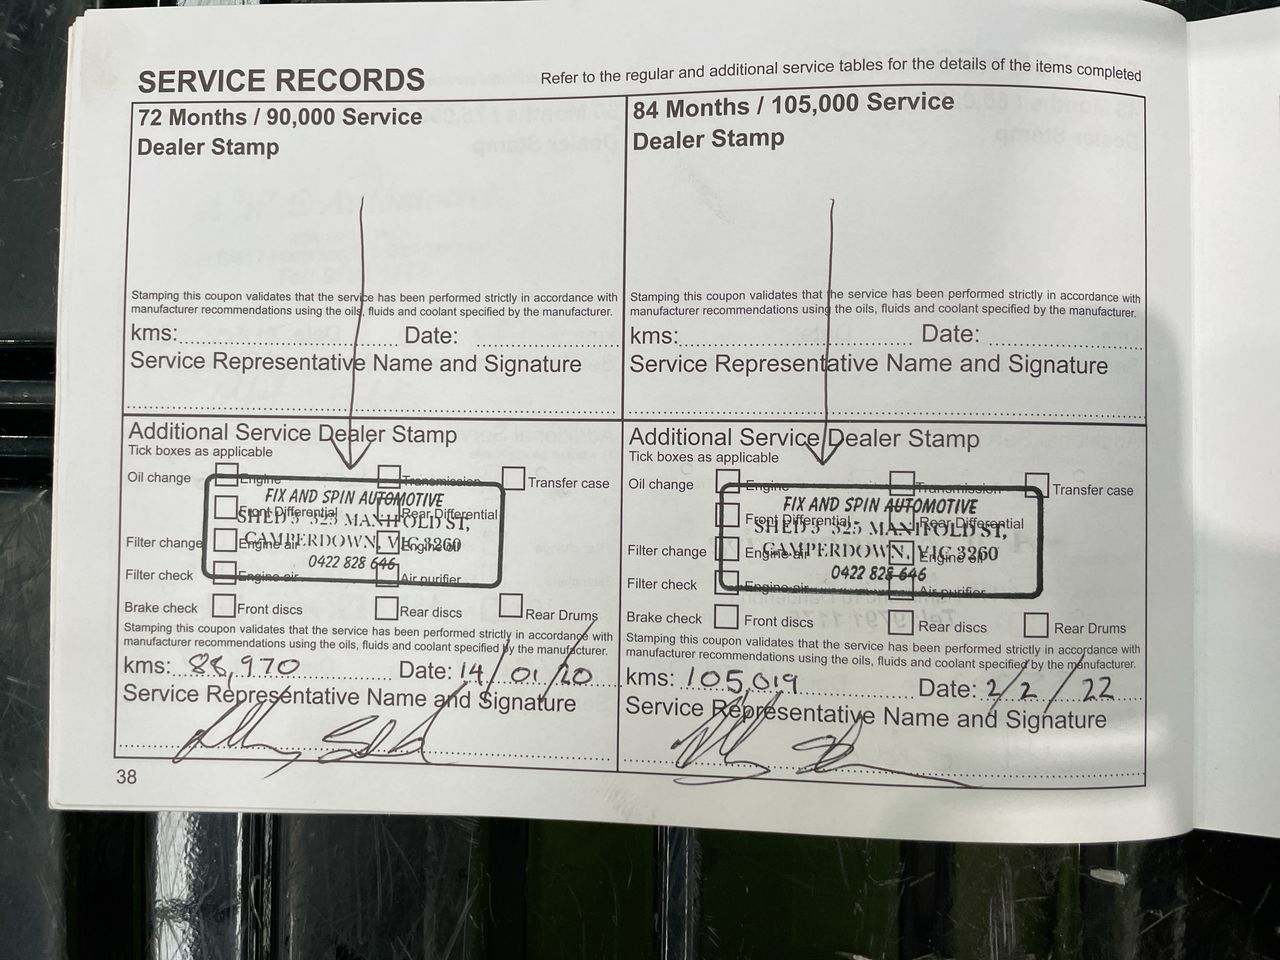 SERVICE RECORDS
Refer to the regular and additional service tables for the details of the items completed
72 Months / 90,000 Service
Dealer Stamp
Stamping this coupon validates that the service has been performed strictly in accordance with
manufacturer recommendations using the oils, fluids and coolant specified by the manufacturer.
kms: Date:
Service Representative Name and Signature
Additional Service Dealer Stamp
Tick boxes as applicable
Oil change Engine Transmission Transfer case
Front Differential Rear Differential
Filter change Engine air Engine oil
Filter check Engine air Air purifier
Brake check Front discs Rear discs Rear Drums
FIX AND SPIN AUTOMOTIVE
SHED 3 325 MANIFOLD ST,
CAMPERDOWN, VIC 3260
0422 828 646
Stamping this coupon validates that the service has been performed strictly in accordance with
manufacturer recommendations using the oils, fluids and coolant specified by the manufacturer.
kms: 88,970 Date: 14/01/20
Service Representative Name and Signature
84 Months / 105,000 Service
Dealer Stamp
Stamping this coupon validates that the service has been performed strictly in accordance with
manufacturer recommendations using the oils, fluids and coolant specified by the manufacturer.
kms: Date:
Service Representative Name and Signature
Additional Service Dealer Stamp
Tick boxes as applicable
Oil change Engine Transmission Transfer case
Front Differential Rear Differential
Filter change Engine air Engine oil
Filter check Engine air Air purifier
Brake check Front discs Rear discs Rear Drums
FIX AND SPIN AUTOMOTIVE
SHED 3 325 MANIFOLD ST,
CAMPERDOWN, VIC 3260
0422 828 646
Stamping this coupon validates that the service has been performed strictly in accordance with
manufacturer recommendations using the oils, fluids and coolant specified by the manufacturer.
kms: 105,019 Date: 2/2/22
Service Representative Name and Signature
38